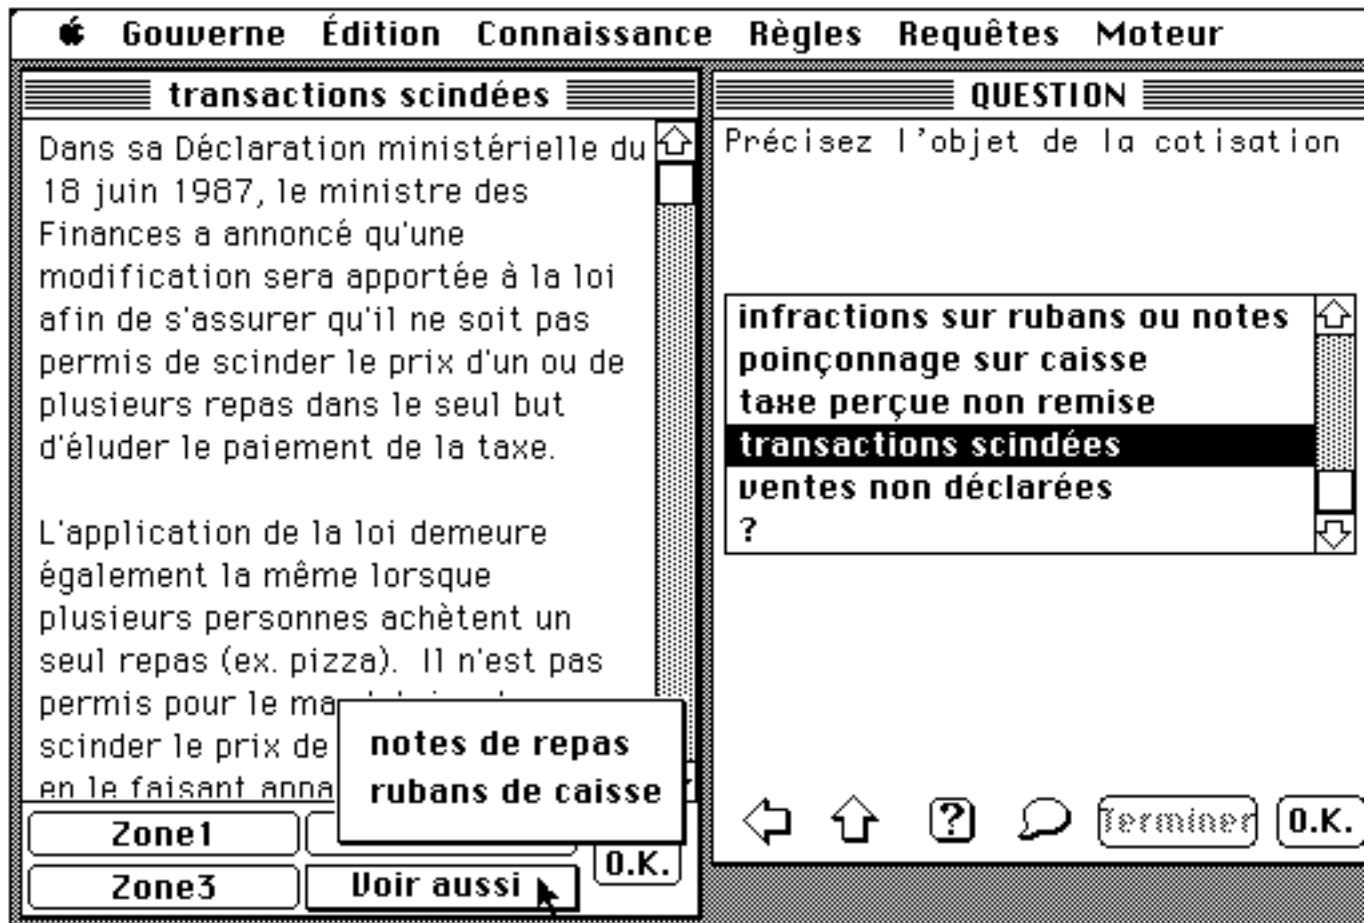 Gouverne Édition Connaissance Règles Requêtes Moteur
transactions scindées
Dans sa Déclaration ministérielle du
18 juin 1987, le ministre des
Finances a annoncé qu'une
modification sera apportée à la loi
afin de s'assurer qu'il ne soit pas
permis de scinder le prix d'un ou de
plusieurs repas dans le seul but
d'éluder le paiement de la taxe.
L'application de la loi demeure
également la même lorsque
plusieurs personnes achètent un
seul repas (ex. pizza). Il n'est pas
permis pour le
scinder le prix de
en le faisant
notes de repas
rubans de caisse
Zone1
Zone3
Voir aussi
O.K.
QUESTION
Précisez l'objet de la cotisation
infractions sur rubans ou notes
poinçonnage sur caisse
taxe perçue non remise
transactions scindées
ventes non déclarées
?
?
Terminer
O.K.